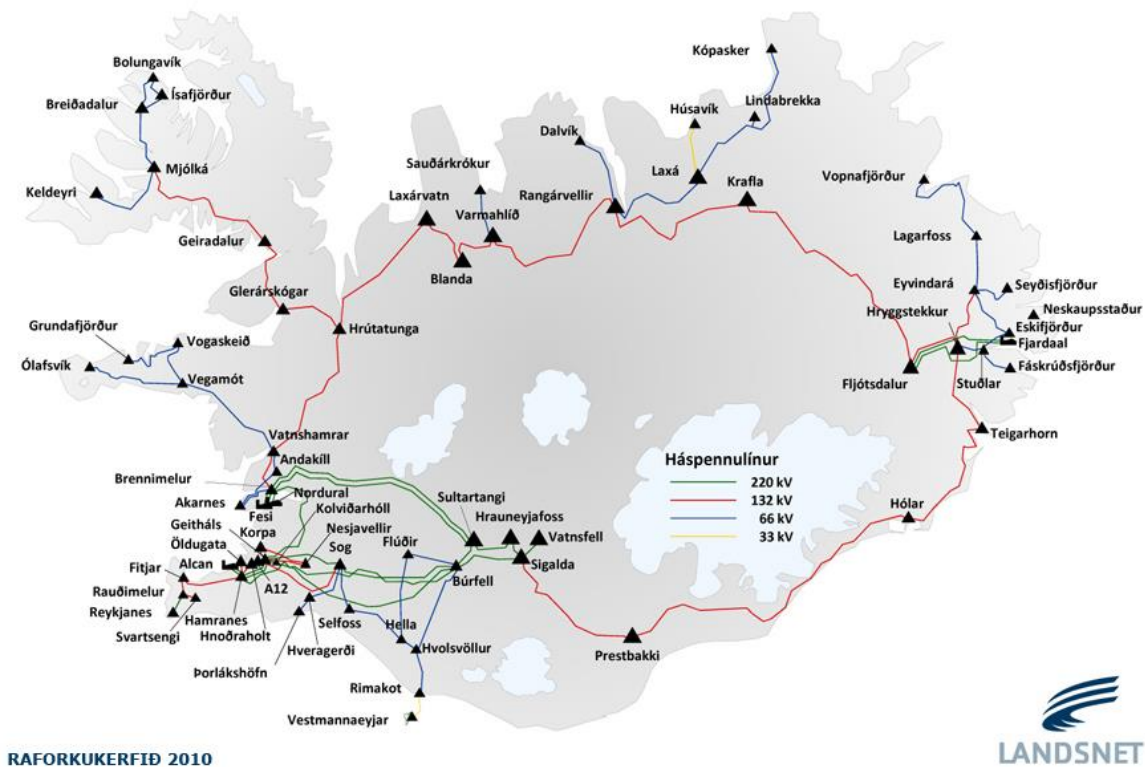 Bolungavík
Ísafjörður
Breiðadalur
Mjólká
Keldeyri
Geiradalur
Glerárskógar
Hrútatunga
Grundafjörður
Vogaskeið
Ólafsvík
Vegamót
Vatnshamrar
Andakíll
Brennimelur
Akarnes
Fesi
Nordural
Kolviðarhóll
Geitháls
Korpa
Nesjavellir
Öldugata
Fitjar
Alcan
A12
Sog
Rauðimelur
Reykjanes
Svartsengi
Hamranes
Hnoðraholt
Selfoss
Hveragerði
Þorlákshöfn
Flúðir
Búrfell
Hella
Hvolsvöllur
Rimakot
Vestmannaeyjar
Sultartangi
Hrauneyjafoss
Vatnsfell
Sigalda
Prestbakki
Hólar
Teigarhorn
Kópasker
Húsavík
Lindabrekka
Dalvík
Sauðárkrókur
Laxá
Krafla
Laxárvatn
Varmahlíð
Rangárvellir
Blanda
Vopnafjörður
Lagarfoss
Eyvindará
Seyðisfjörður
Hryggstekkur
Neskaupsstaður
Eskifjörður
Fjardaal
Fáskrúðsfjörður
Fljótsdalur
Stuðlar
Háspennulínur
220 kV
132 kV
66 kV
33 kV
RAFORKUKERFIÐ 2010
LANDSNET